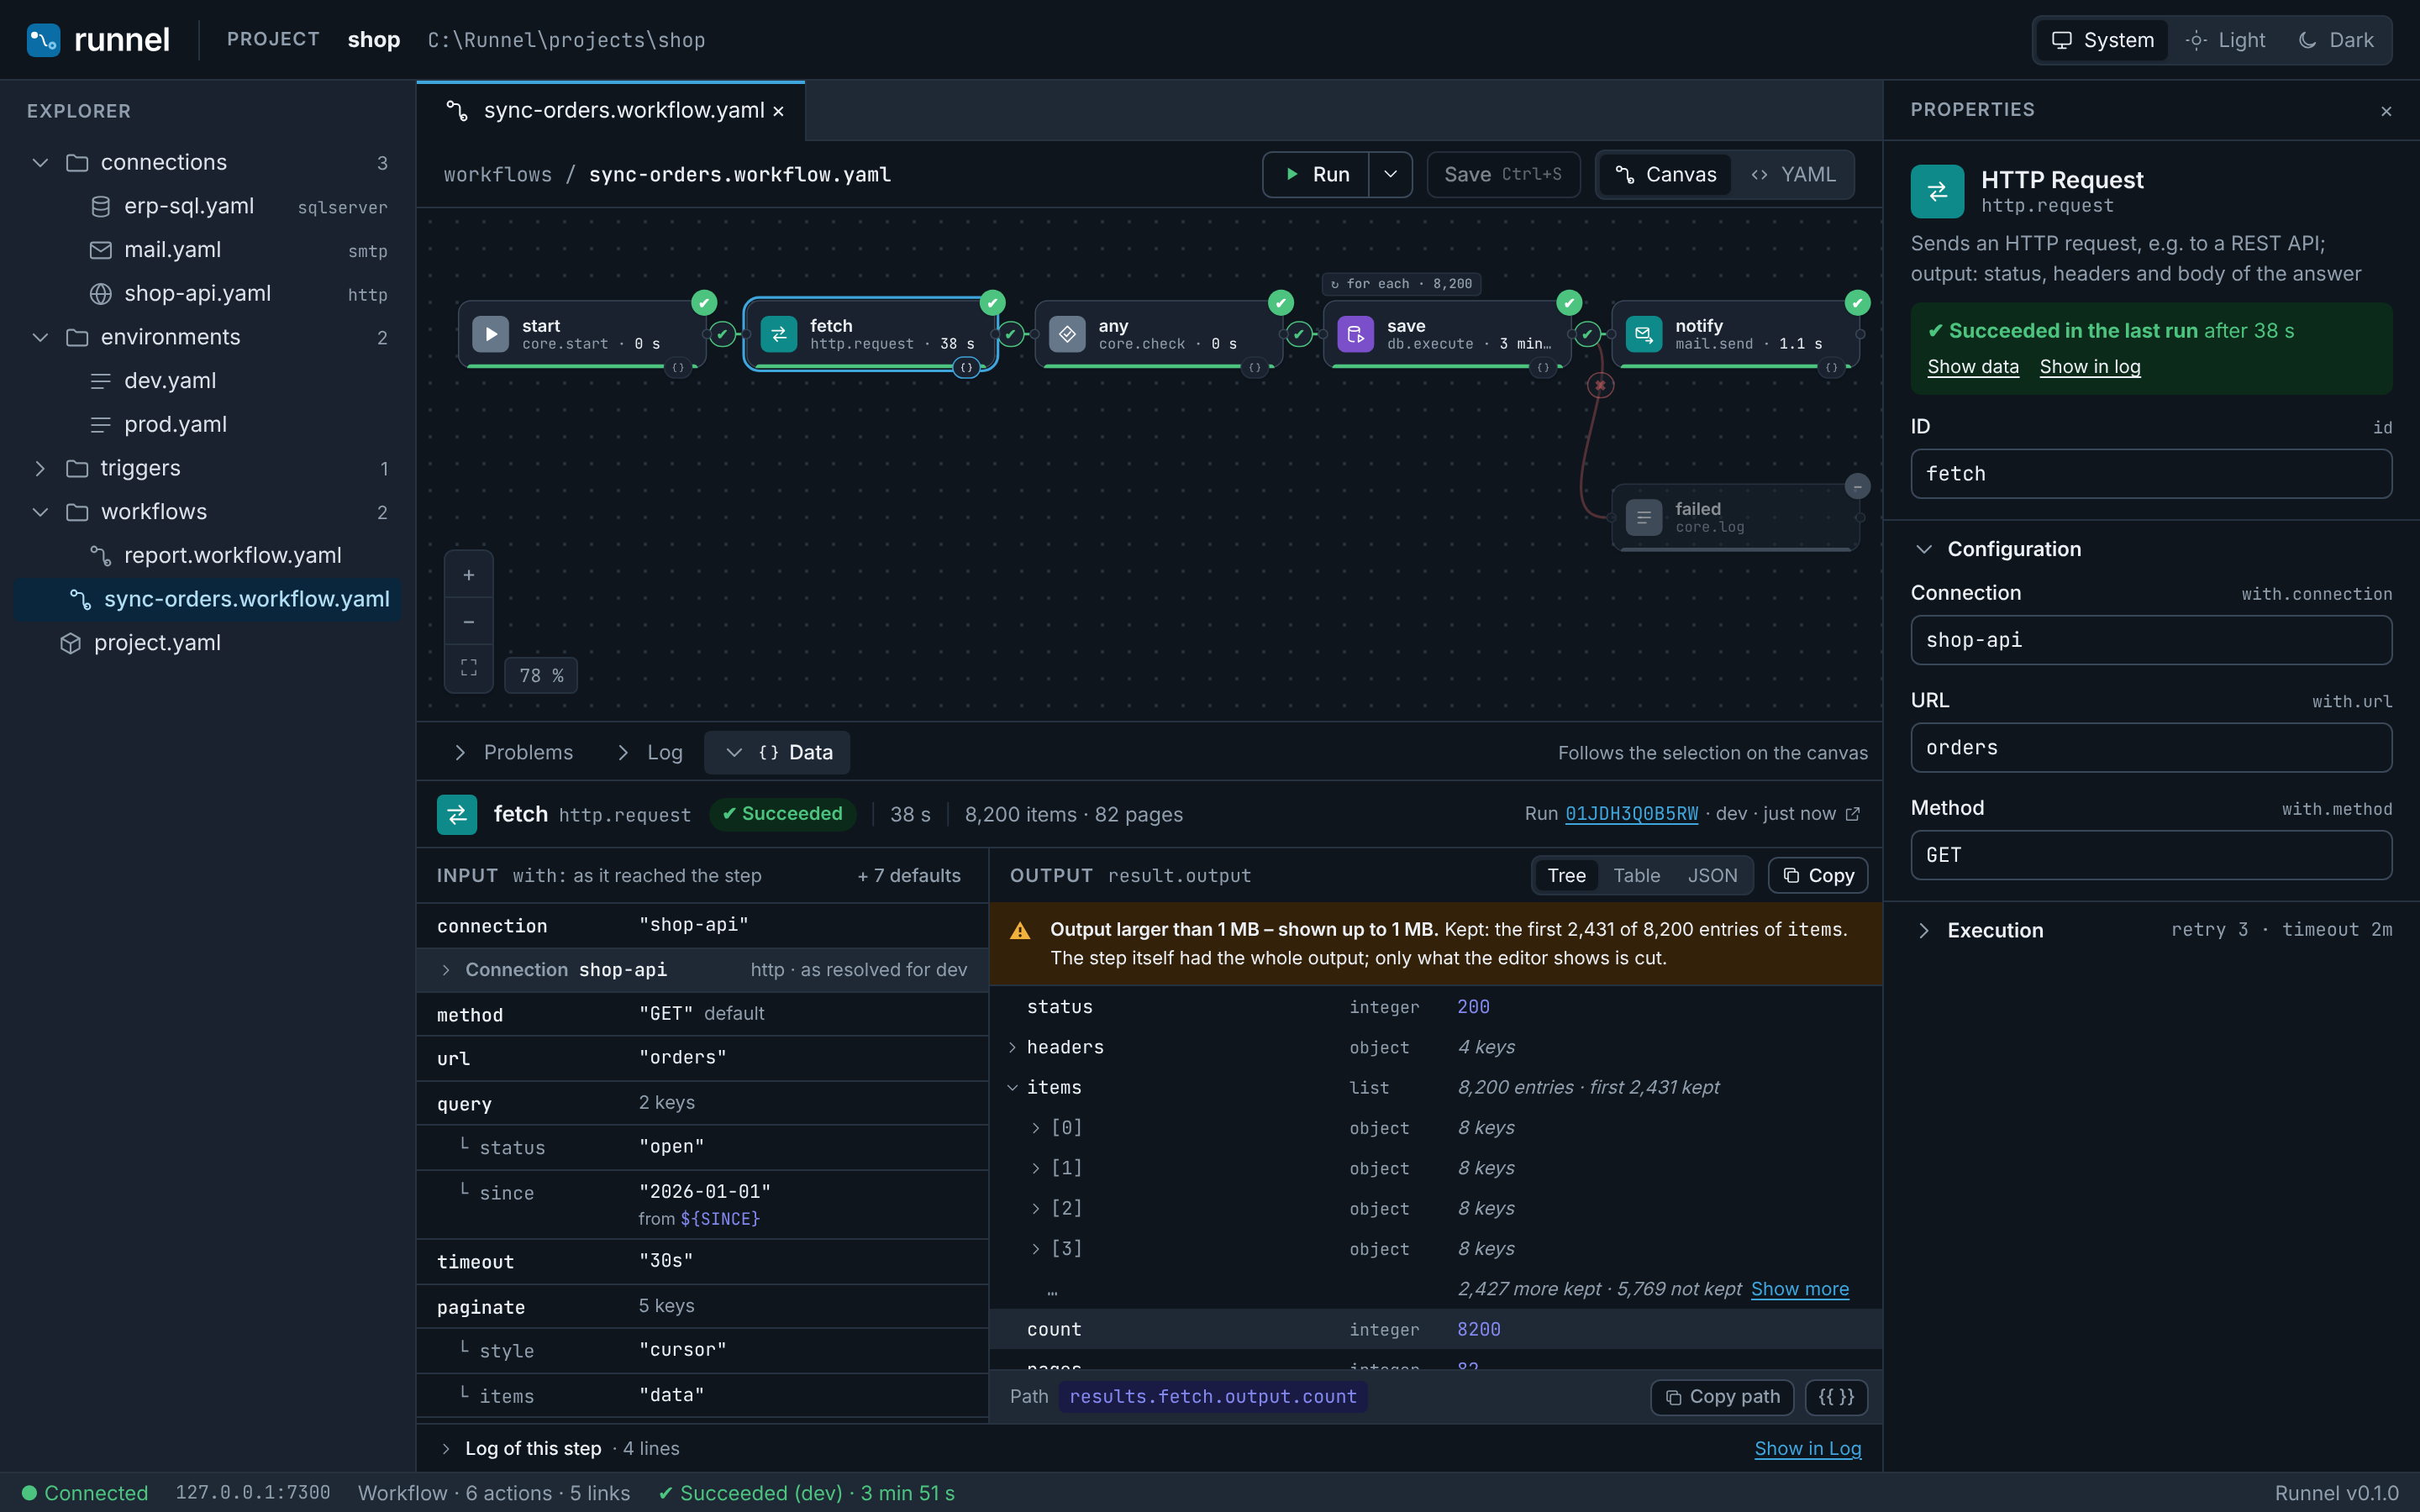 runnel
PROJECT shop C:\Runnel\projects\shop
System Light Dark
EXPLORER
connections 3
erp-sql.yaml sqlserver
mail.yaml smtp
shop-api.yaml http
environments 2
dev.yaml
prod.yaml
triggers 1
workflows 2
report.workflow.yaml
sync-orders.workflow.yaml
project.yaml
sync-orders.workflow.yaml ×
workflows / sync-orders.workflow.yaml
Run Save Ctrl+S Canvas YAML
↻ for each · 8,200
start
core.start · 0 s
{}
fetch
http.request · 38 s
{}
any
core.check · 0 s
{}
save
db.execute · 3 min…
{}
notify
mail.send · 1.1 s
{}
failed
core.log
+
−
78 %
Problems Log {} Data Follows the selection on the canvas
fetch http.request ✔ Succeeded 38 s 8,200 items · 82 pages Run 01JDH3Q0B5RW · dev · just now
INPUT with: as it reached the step + 7 defaults
connection "shop-api"
Connection shop-api http · as resolved for dev
method "GET" default
url "orders"
query 2 keys
└ status "open"
└ since "2026-01-01"
from ${SINCE}
timeout "30s"
paginate 5 keys
└ style "cursor"
└ items "data"
OUTPUT result.output Tree Table JSON Copy
Output larger than 1 MB – shown up to 1 MB. Kept: the first 2,431 of 8,200 entries of items.
The step itself had the whole output; only what the editor shows is cut.
status integer 200
headers object 4 keys
items list 8,200 entries · first 2,431 kept
[0] object 8 keys
[1] object 8 keys
[2] object 8 keys
[3] object 8 keys
… 2,427 more kept · 5,769 not kept Show more
count integer 8200
pages integer 82
Path results.fetch.output.count Copy path {{ }}
Log of this step · 4 lines Show in Log
PROPERTIES ×
HTTP Request
http.request
Sends an HTTP request, e.g. to a REST API;
output: status, headers and body of the answer
✔ Succeeded in the last run after 38 s
Show data Show in log
ID id
fetch
Configuration
Connection with.connection
shop-api
URL with.url
orders
Method with.method
GET
Execution retry 3 · timeout 2m
Connected 127.0.0.1:7300 Workflow · 6 actions · 5 links ✔ Succeeded (dev) · 3 min 51 s Runnel v0.1.0